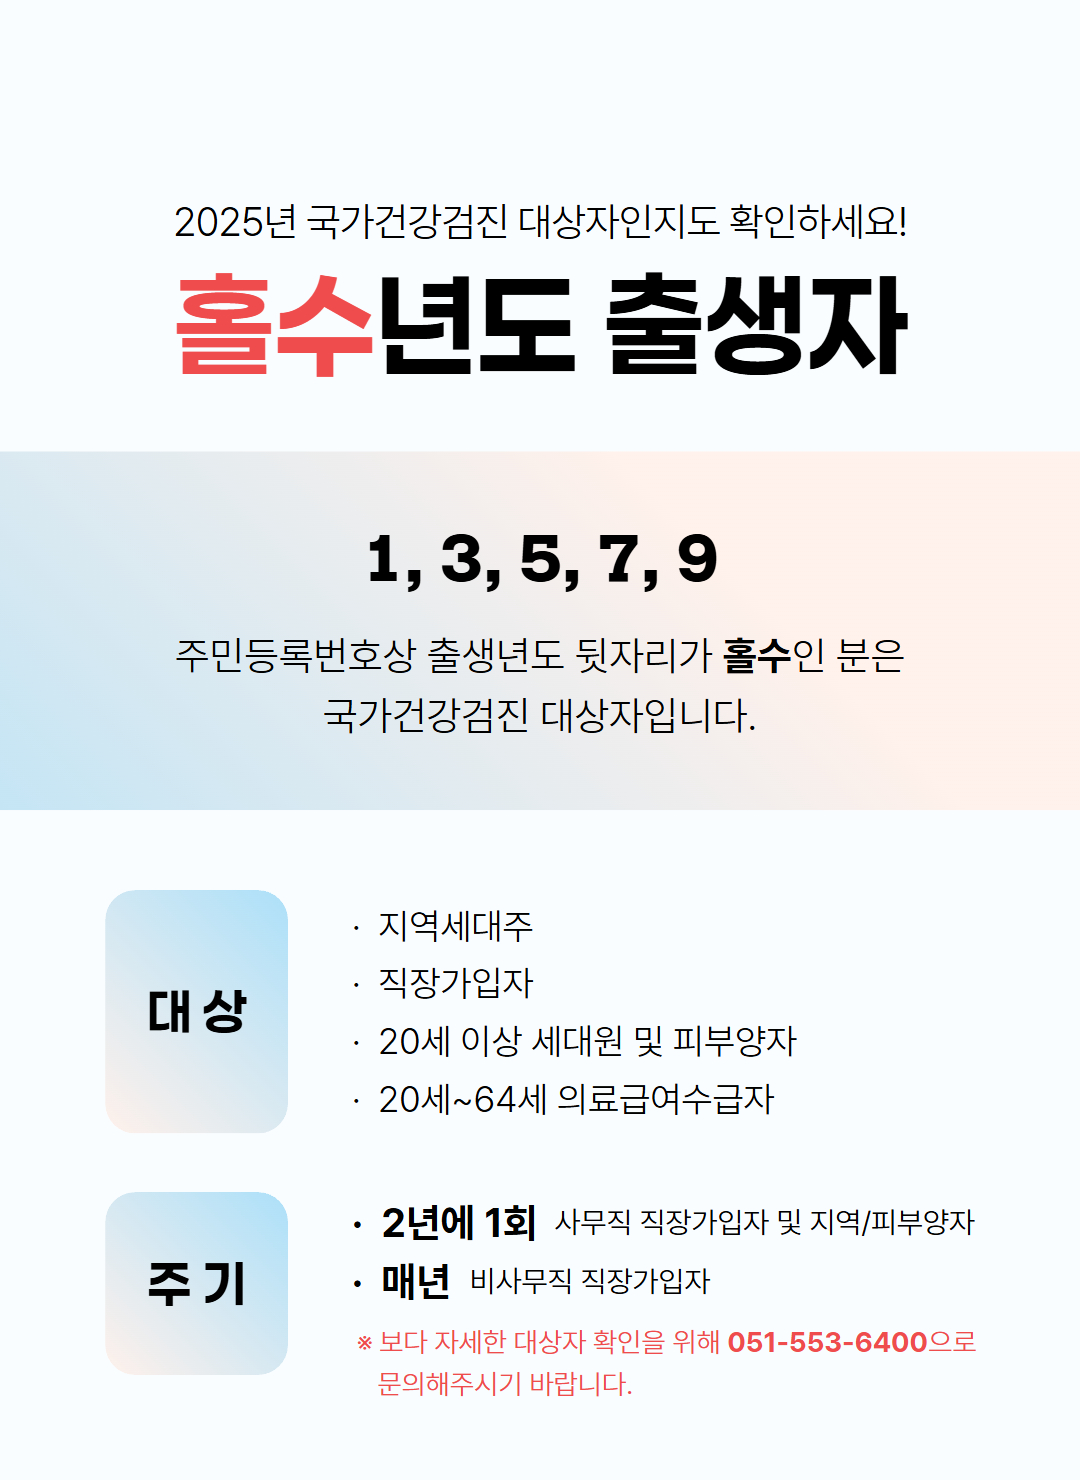 2025년 국가건강검진 대상자인지도 확인하세요!
홀수년도 출생자
1, 3, 5, 7, 9
주민등록번호상 출생년도 뒷자리가 홀수인 분은
국가건강검진 대상자입니다.
대상
· 지역세대주
· 직장가입자
· 20세 이상 세대원 및 피부양자
· 20세~64세 의료급여수급자
주기
· 2년에 1회 사무직 직장가입자 및 지역/피부양자
· 매년 비사무직 직장가입자
※ 보다 자세한 대상자 확인을 위해 051-553-6400으로
문의해주시기 바랍니다.